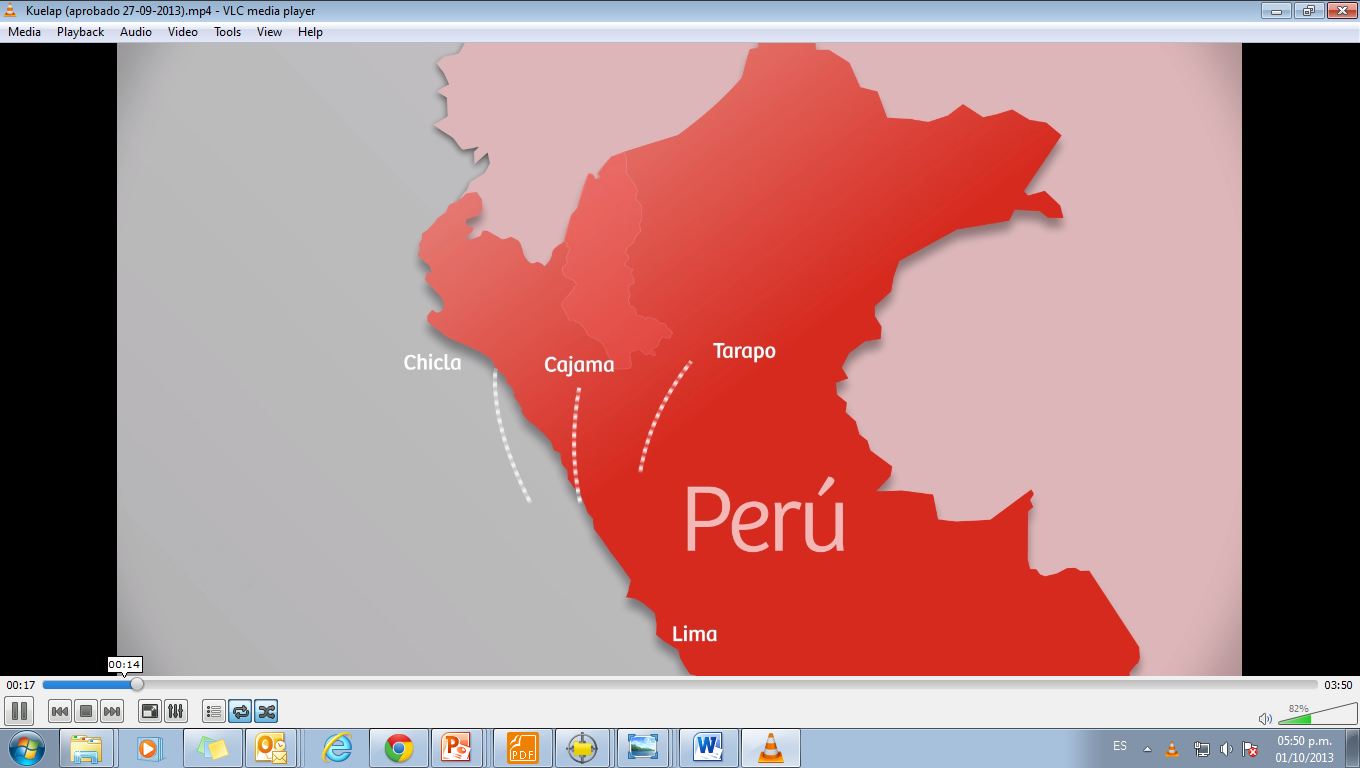 Kuelap (aprobado 27-09-2013).mp4 - VLC media player
Media Playback Audio Video Tools View Help
Chicla
Cajama
Tarapo
Perú
Lima
00:14
00:17
03:50
82%
PDF
ES
05:50 p.m.
01/10/2013